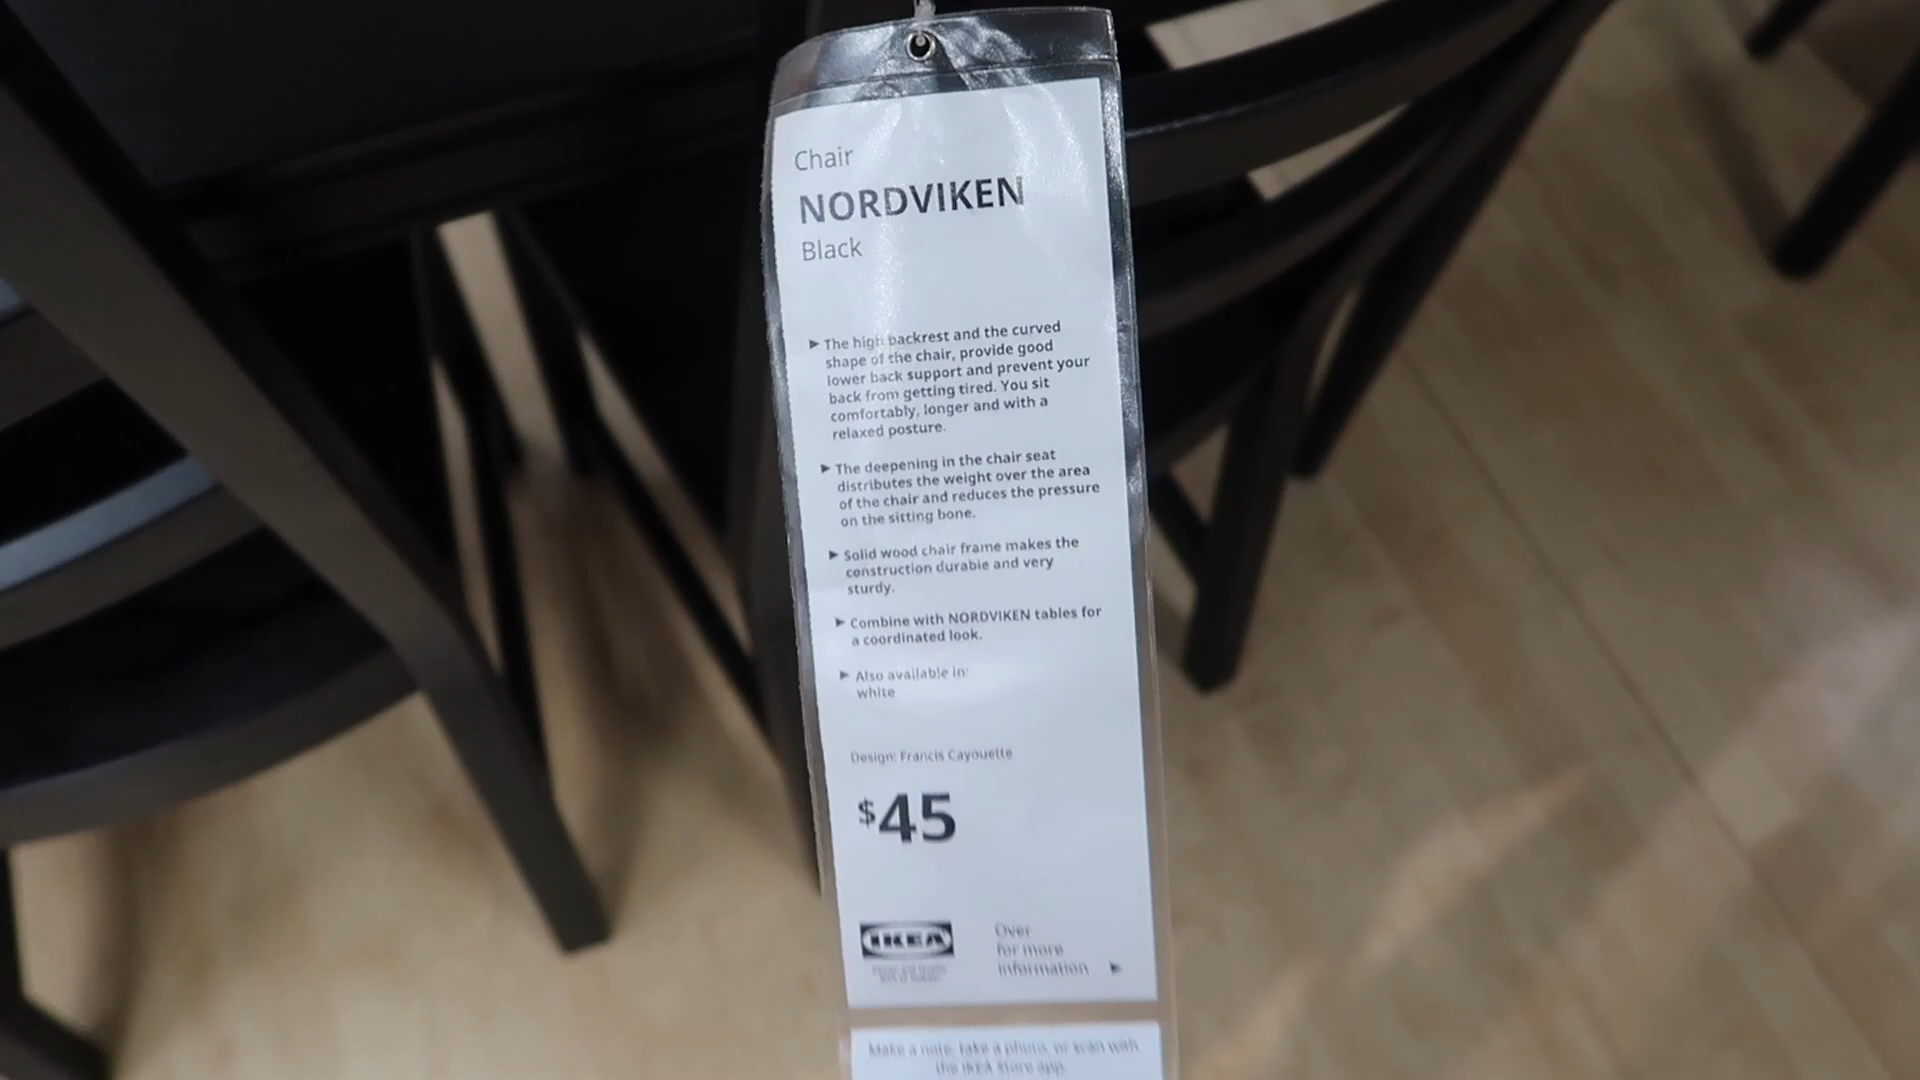 Chair
NORDVIKEN
Black
► The high backrest and the curved
shape of the chair, provide good
lower back support and prevent your
back from getting tired. You sit
comfortably, longer and with a
relaxed posture.
► The deepening in the chair seat
distributes the weight over the area
of the chair and reduces the pressure
on the sitting bone.
► Solid wood chair frame makes the
construction durable and very
sturdy.
► Combine with NORDVIKEN tables for
a coordinated look.
► Also available in:
white
Design: Francis Cayouette
$45
IKEA
Over
for more
information ►
Make a note, take a photo, or scan with
the IKEA Store app.